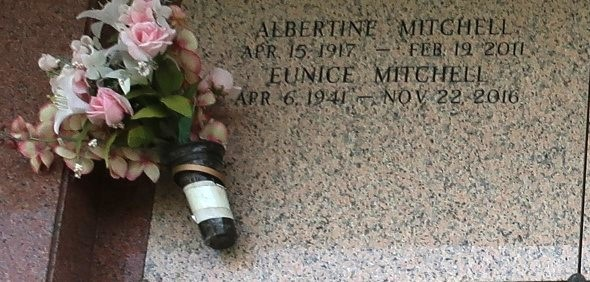 ALBERTINE MITCHELL
APR. 15. 1917 — FEB. 19. 2011
EUNICE MITCHELL
APR. 6. 1941 — NOV. 22. 2016